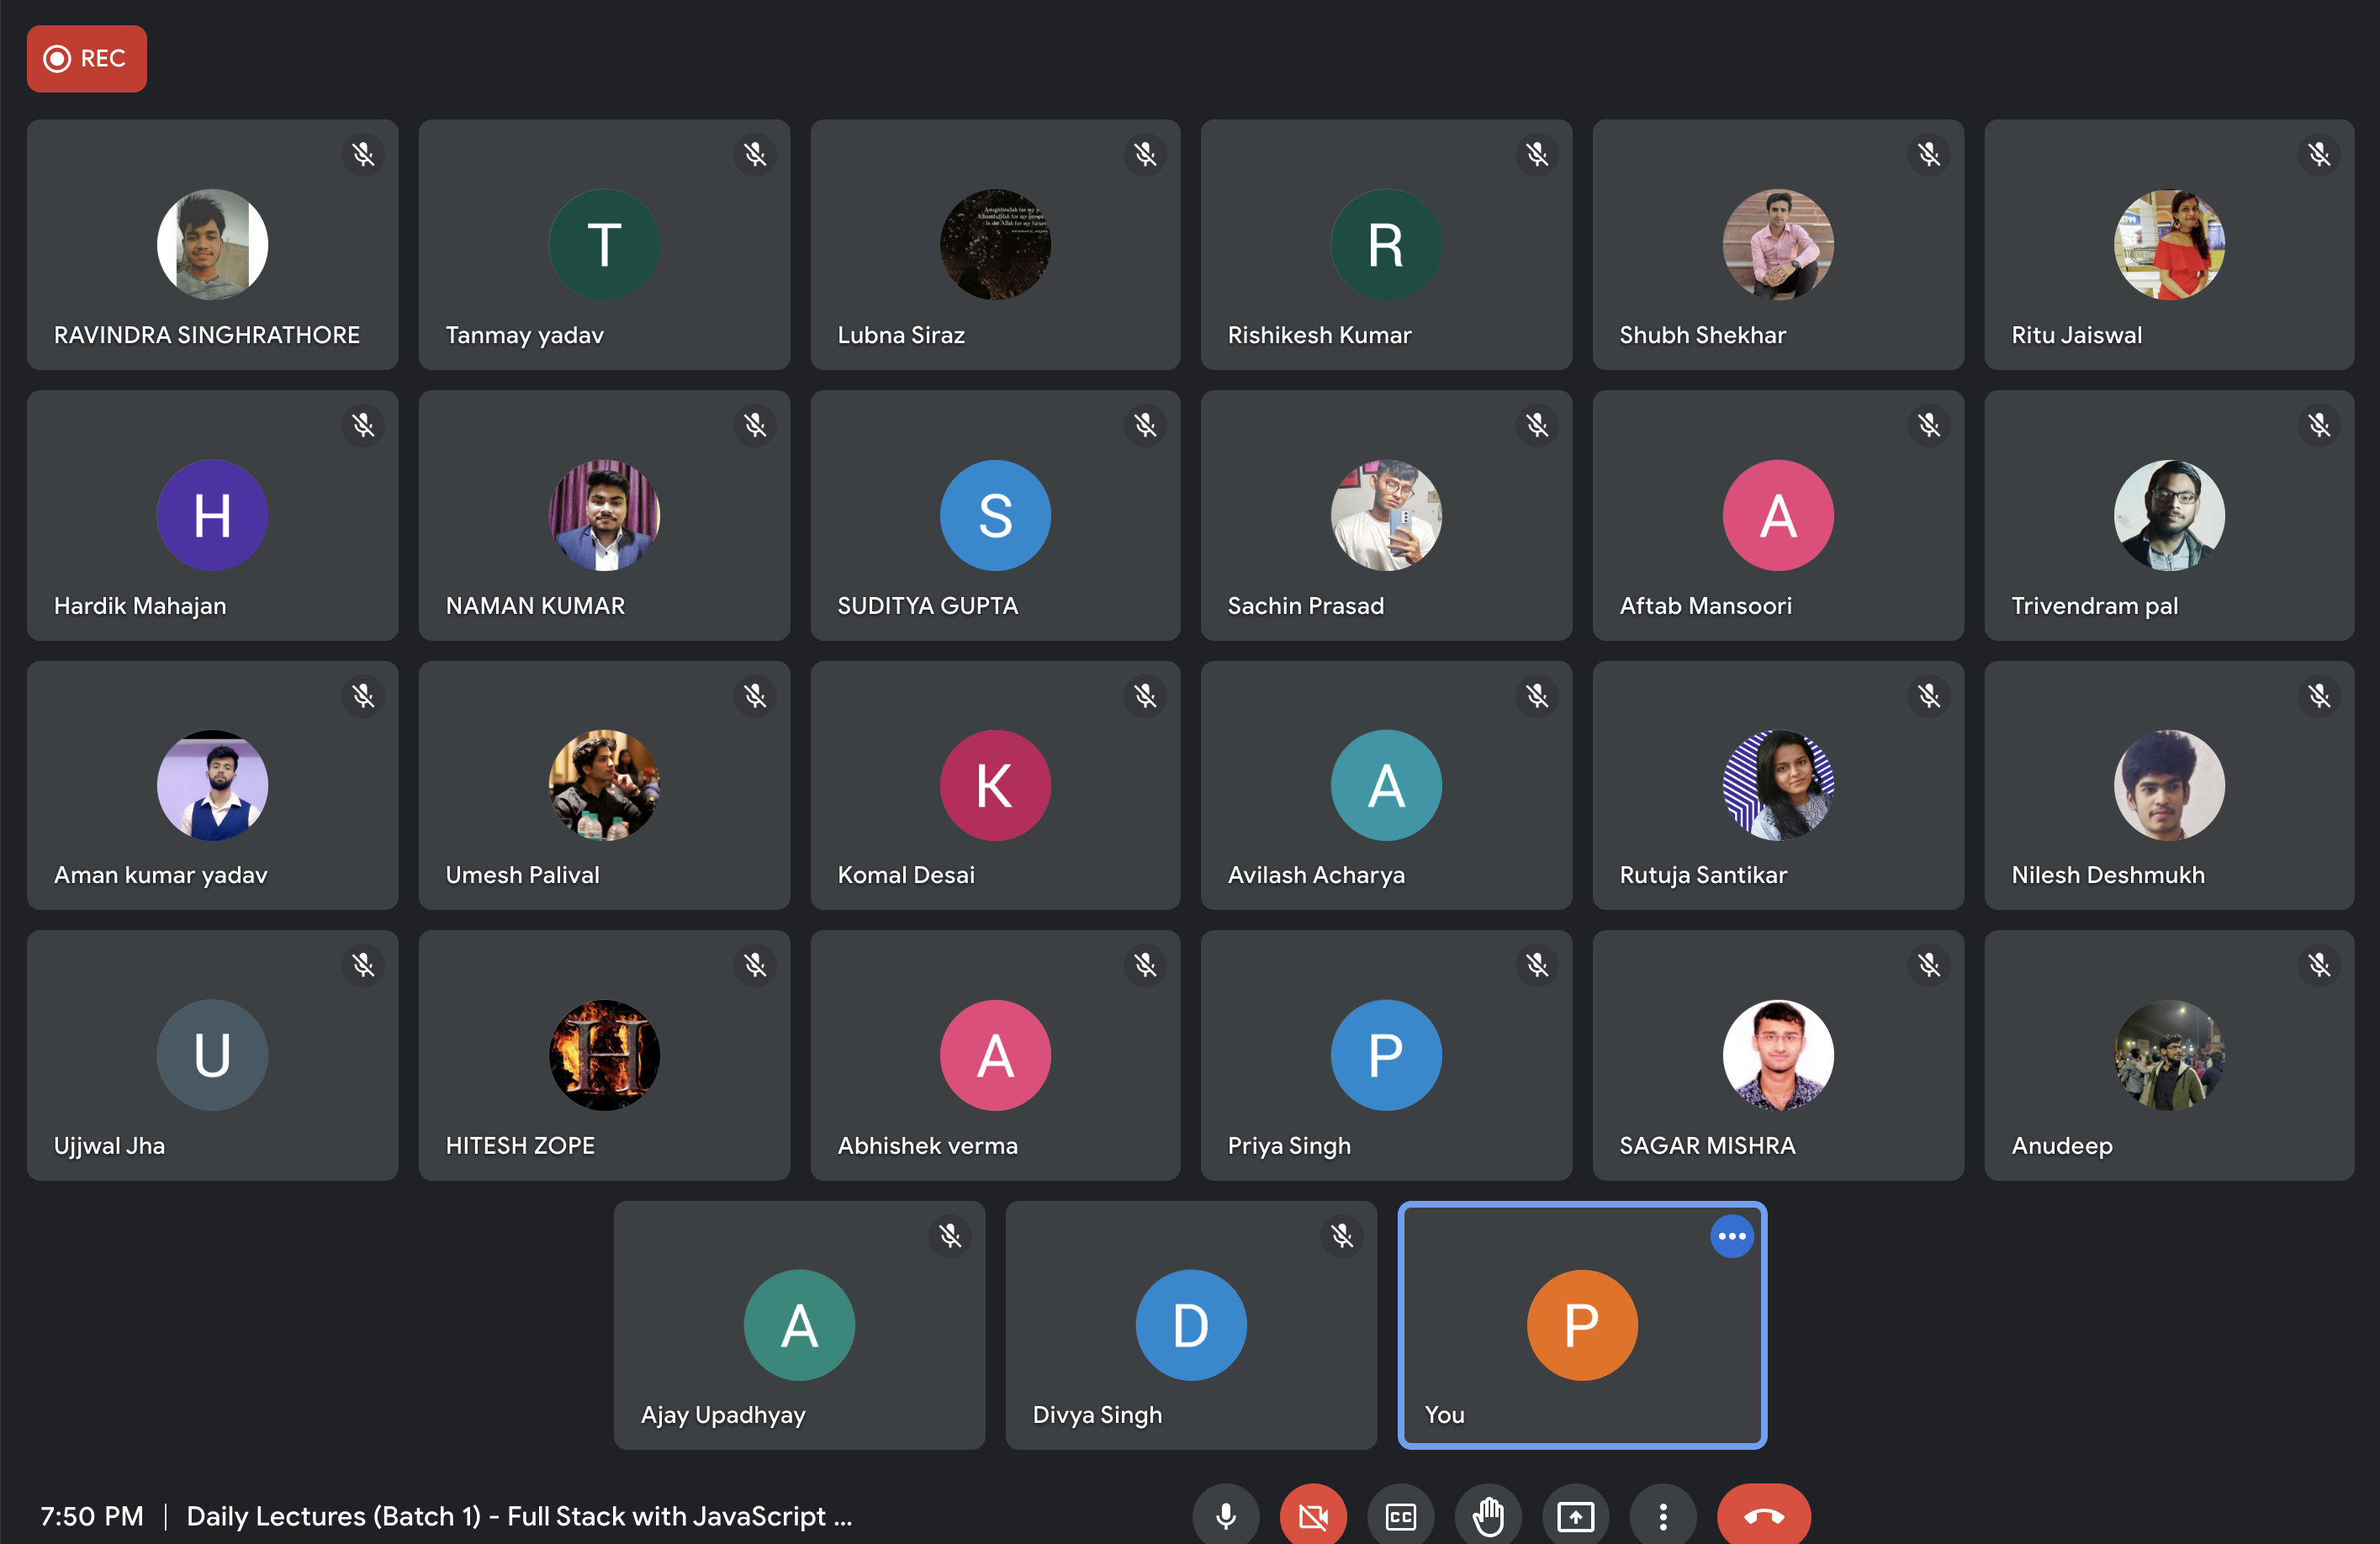 REC
RAVINDRA SINGHRATHORE
T
Tanmay yadav
Lubna Siraz
R
Rishikesh Kumar
Shubh Shekhar
Ritu Jaiswal
H
Hardik Mahajan
NAMAN KUMAR
S
SUDITYA GUPTA
Sachin Prasad
A
Aftab Mansoori
Trivendram pal
Aman kumar yadav
Umesh Palival
K
Komal Desai
A
Avilash Acharya
Rutuja Santikar
Nilesh Deshmukh
U
Ujjwal Jha
H
HITESH ZOPE
A
Abhishek verma
P
Priya Singh
SAGAR MISHRA
Anudeep
A
Ajay Upadhyay
D
Divya Singh
P
You
7:50 PM | Daily Lectures (Batch 1) - Full Stack with JavaScript ...
CC